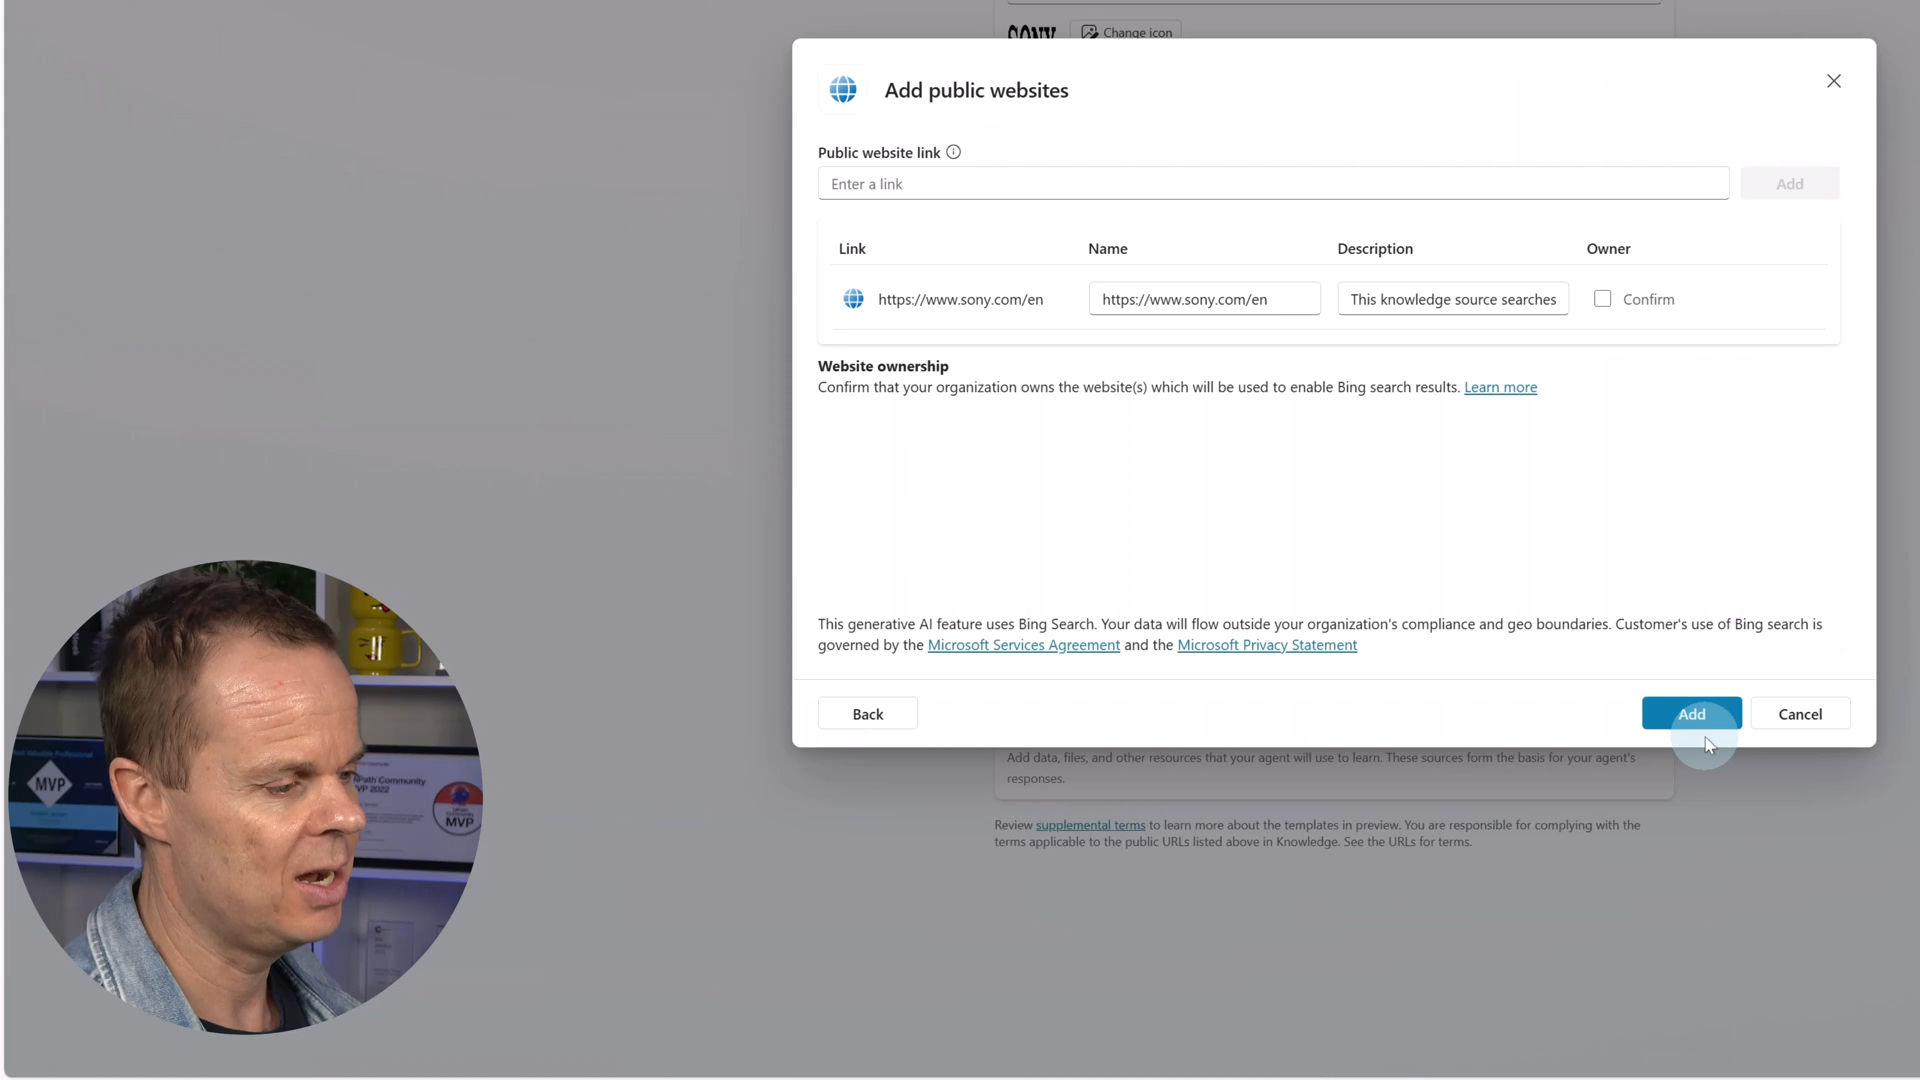 SONY
Change icon
Add public websites
Public website link
Enter a link
Add
Link Name Description Owner
https://www.sony.com/en https://www.sony.com/en This knowledge source searches Confirm
Website ownership
Confirm that your organization owns the website(s) which will be used to enable Bing search results. Learn more
This generative AI feature uses Bing Search. Your data will flow outside your organization's compliance and geo boundaries. Customer's use of Bing search is
governed by the Microsoft Services Agreement and the Microsoft Privacy Statement
Back
Add
Cancel
Add data, files, and other resources that your agent will use to learn. These sources form the basis for your agent's
responses.
Review supplemental terms to learn more about the templates in preview. You are responsible for complying with the
terms applicable to the public URLs listed above in Knowledge. See the URLs for terms.
Valuable Professional
MVP
Path Community
MVP 2022
MVP